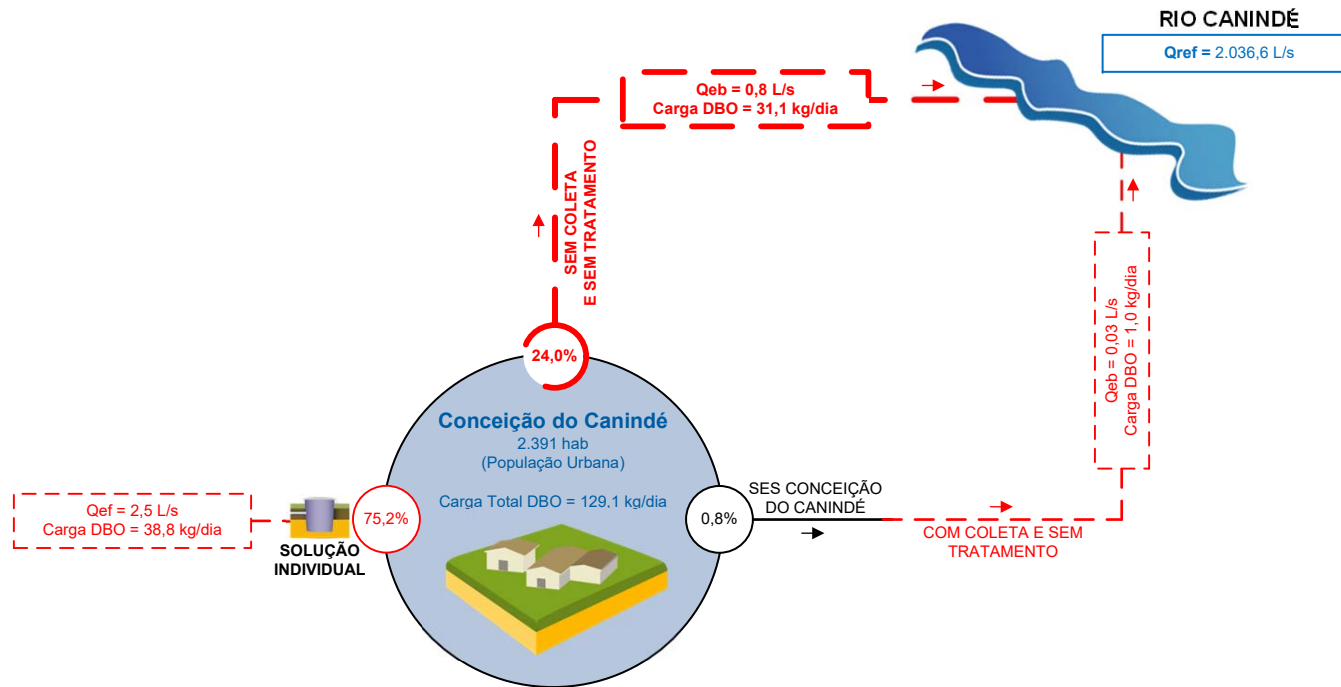 RIO CANINDÉ
Qref = 2.036,6 L/s
Qeb = 0,8 L/s
Carga DBO = 31,1 kg/dia
SEM COLETA
E SEM TRATAMENTO
Qeb = 0,03 L/s
Carga DBO = 1,0 kg/dia
24,0%
Conceição do Canindé
2.391 hab
(População Urbana)
Carga Total DBO = 129,1 kg/dia
Qef = 2,5 L/s
Carga DBO = 38,8 kg/dia
SOLUÇÃO
INDIVIDUAL
75,2%
0,8%
SES CONCEIÇÃO
DO CANINDÉ
COM COLETA E SEM
TRATAMENTO